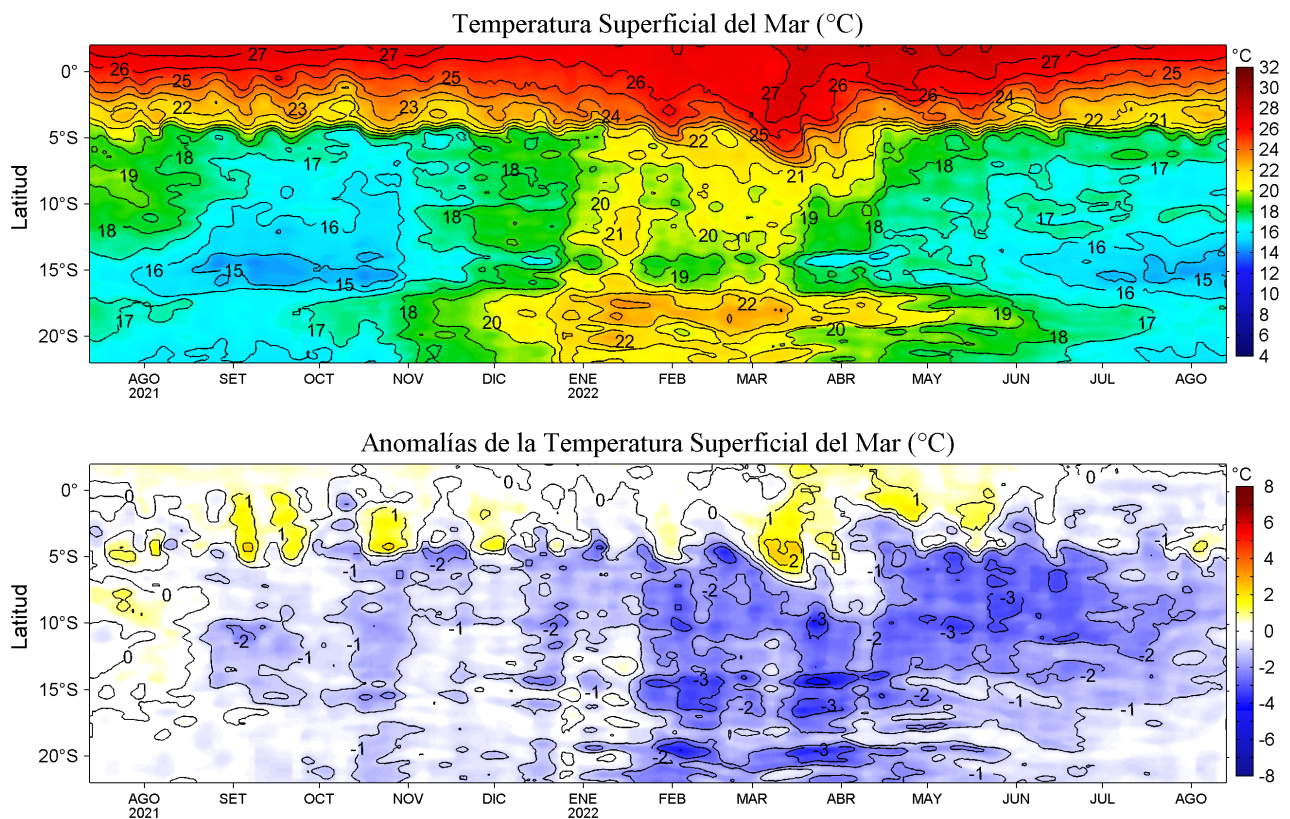 Temperatura Superficial del Mar (°C)
Latitud
0°
5°S
10°S
15°S
20°S
27 27 27
26 26 26 26 27
25 25 25
22 23 23 24 22 25 24 22 21
18 17 18 21 18 17
19 20 19
18 16 18 21 20 18 17
16 15 15 19 16 15
16
17 17 18 20 22 20 19 18 17
22
°C
32
30
28
26
24
22
20
18
16
14
12
10
8
6
4
AGO SET OCT NOV DIC ENE FEB MAR ABR MAY JUN JUL AGO
2021 2022
Anomalías de la Temperatura Superficial del Mar (°C)
Latitud
0°
5°S
10°S
15°S
20°S
0 1 0 0 1 0
1 1 0 1 -1
-1 -2 2 -1
0 -2 -3
-2 -1 -2 -3 -3
0 -1 -1 -2 -2
-1 -3 -2 -2
-2 -3 -1 -1
-1 -2 -3
-1
°C
8
6
4
2
0
-2
-4
-6
-8
AGO SET OCT NOV DIC ENE FEB MAR ABR MAY JUN JUL AGO
2021 2022